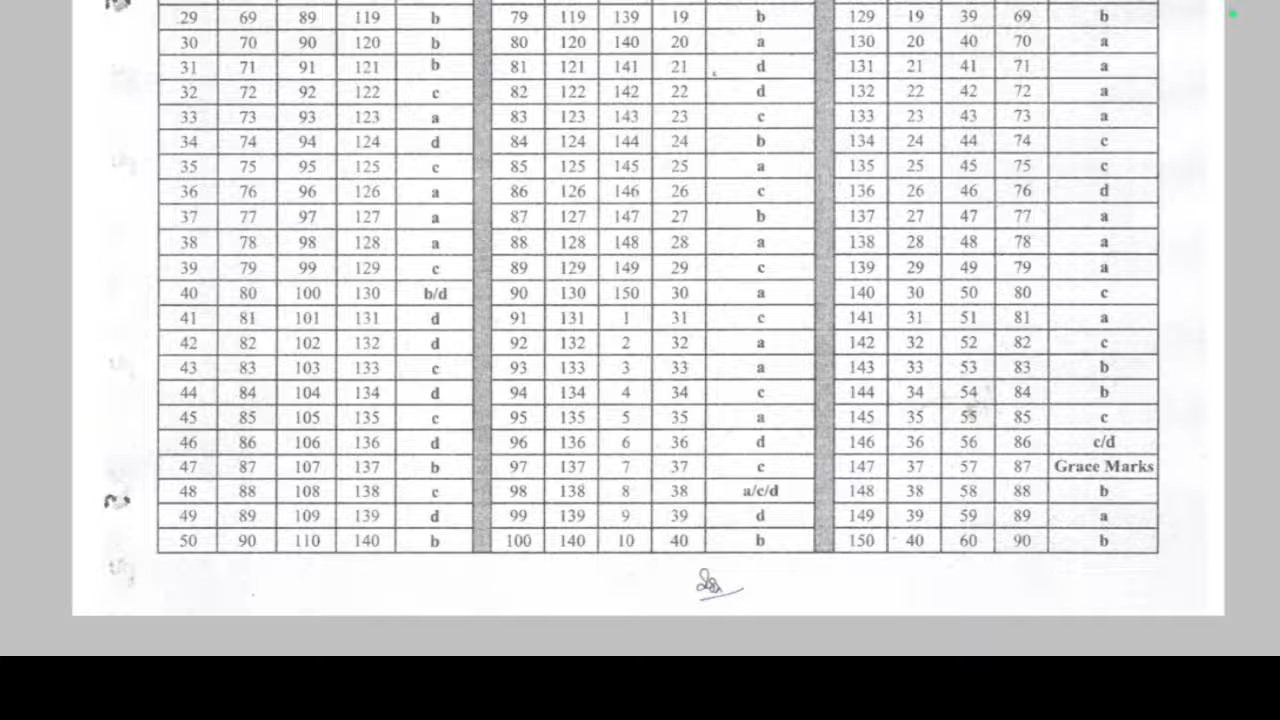 29 69 89 119 b 79 119 139 19 b 129 19 39 69 b
30 70 90 120 b 80 120 140 20 a 130 20 40 70 a
31 71 91 121 b 81 121 141 21 d 131 21 41 71 a
32 72 92 122 c 82 122 142 22 d 132 22 42 72 a
33 73 93 123 a 83 123 143 23 c 133 23 43 73 a
34 74 94 124 d 84 124 144 24 b 134 24 44 74 c
35 75 95 125 c 85 125 145 25 a 135 25 45 75 c
36 76 96 126 a 86 126 146 26 c 136 26 46 76 d
37 77 97 127 a 87 127 147 27 b 137 27 47 77 a
38 78 98 128 a 88 128 148 28 a 138 28 48 78 a
39 79 99 129 c 89 129 149 29 c 139 29 49 79 a
40 80 100 130 b/d 90 130 150 30 a 140 30 50 80 c
41 81 101 131 d 91 131 1 31 c 141 31 51 81 a
42 82 102 132 d 92 132 2 32 a 142 32 52 82 c
43 83 103 133 c 93 133 3 33 a 143 33 53 83 b
44 84 104 134 d 94 134 4 34 c 144 34 54 84 b
45 85 105 135 c 95 135 5 35 a 145 35 55 85 c
46 86 106 136 d 96 136 6 36 d 146 36 56 86 c/d
47 87 107 137 b 97 137 7 37 c 147 37 57 87 Grace Marks
48 88 108 138 c 98 138 8 38 a/c/d 148 38 58 88 b
49 89 109 139 d 99 139 9 39 d 149 39 59 89 a
50 90 110 140 b 100 140 10 40 b 150 40 60 90 b